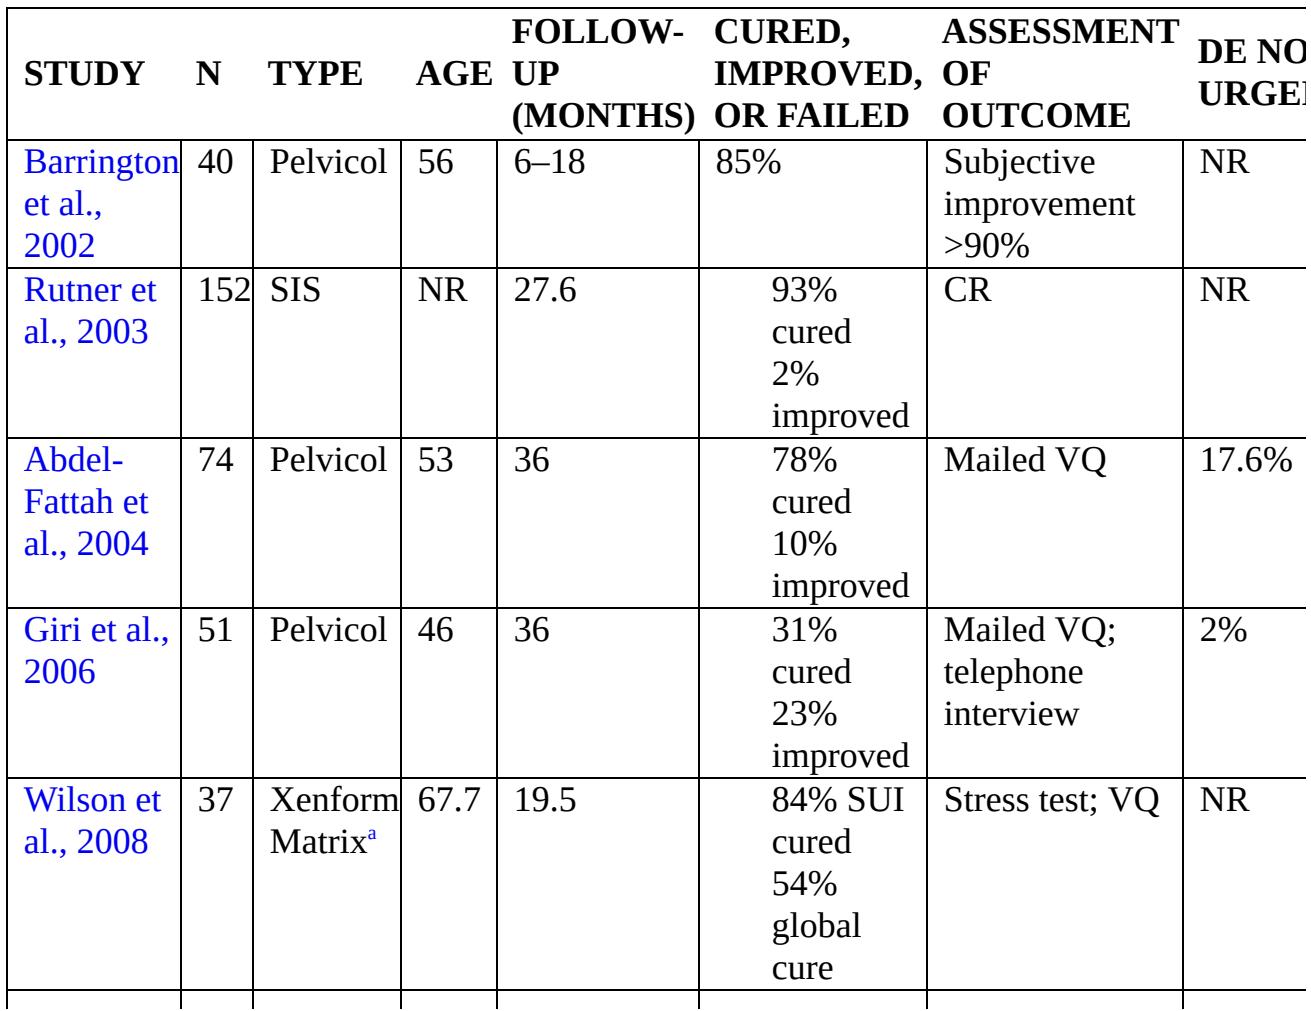 STUDY N TYPE AGE FOLLOW-UP (MONTHS) CURED, IMPROVED, OR FAILED ASSESSMENT OF OUTCOME DE
Barrington et al., 2002 40 Pelvicol 56 6–18 85% Subjective improvement >90% NR
Rutner et al., 2003 152 SIS NR 27.6 93% cured 2% improved CR NR
Abdel-Fattah et al., 2004 74 Pelvicol 53 36 78% cured 10% improved Mailed VQ 17.6%
Giri et al., 2006 51 Pelvicol 46 36 31% cured 23% improved Mailed VQ; telephone interview 2%
Wilson et al., 2008 37 Xenform Matrixa 67.7 19.5 84% SUI cured 54% global cure Stress test; VQ NR